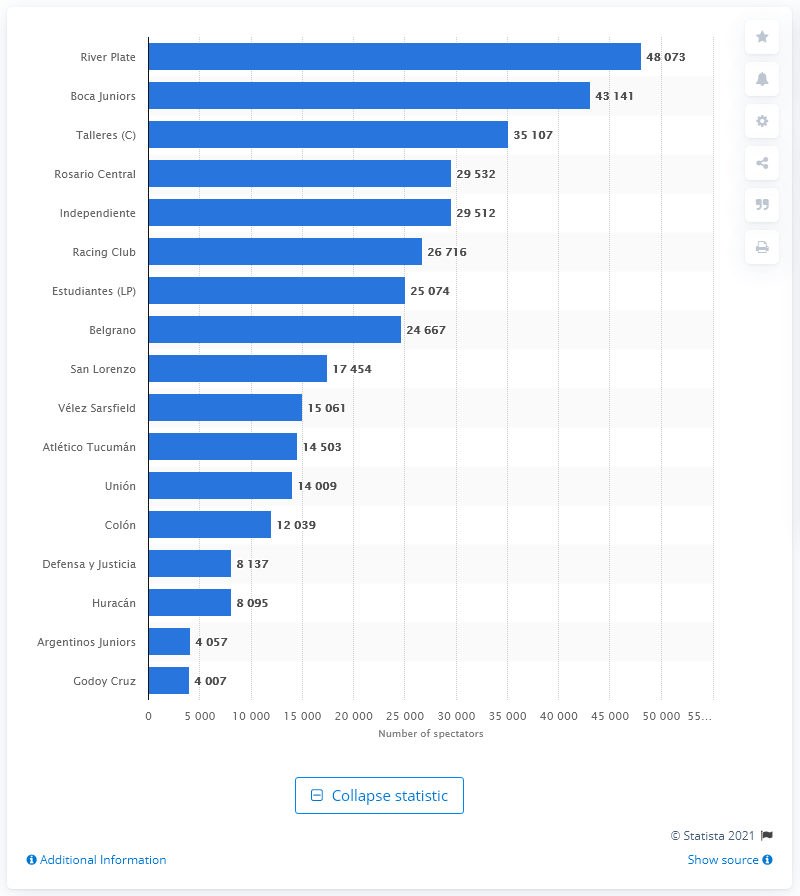 River Plate 48 073
Boca Juniors 43 141
Talleres (C) 35 107
Rosario Central 29 532
Independiente 29 512
Racing Club 26 716
Estudiantes (LP) 25 074
Belgrano 24 667
San Lorenzo 17 454
Vélez Sarsfield 15 061
Atlético Tucumán 14 503
Unión 14 009
Colón 12 039
Defensa y Justicia 8 137
Huracán 8 095
Argentinos Juniors 4 057
Godoy Cruz 4 007
0 5 000 10 000 15 000 20 000 25 000 30 000 35 000 40 000 45 000 50 000 55...
Number of spectators
Collapse statistic
© Statista 2021
Additional Information Show source